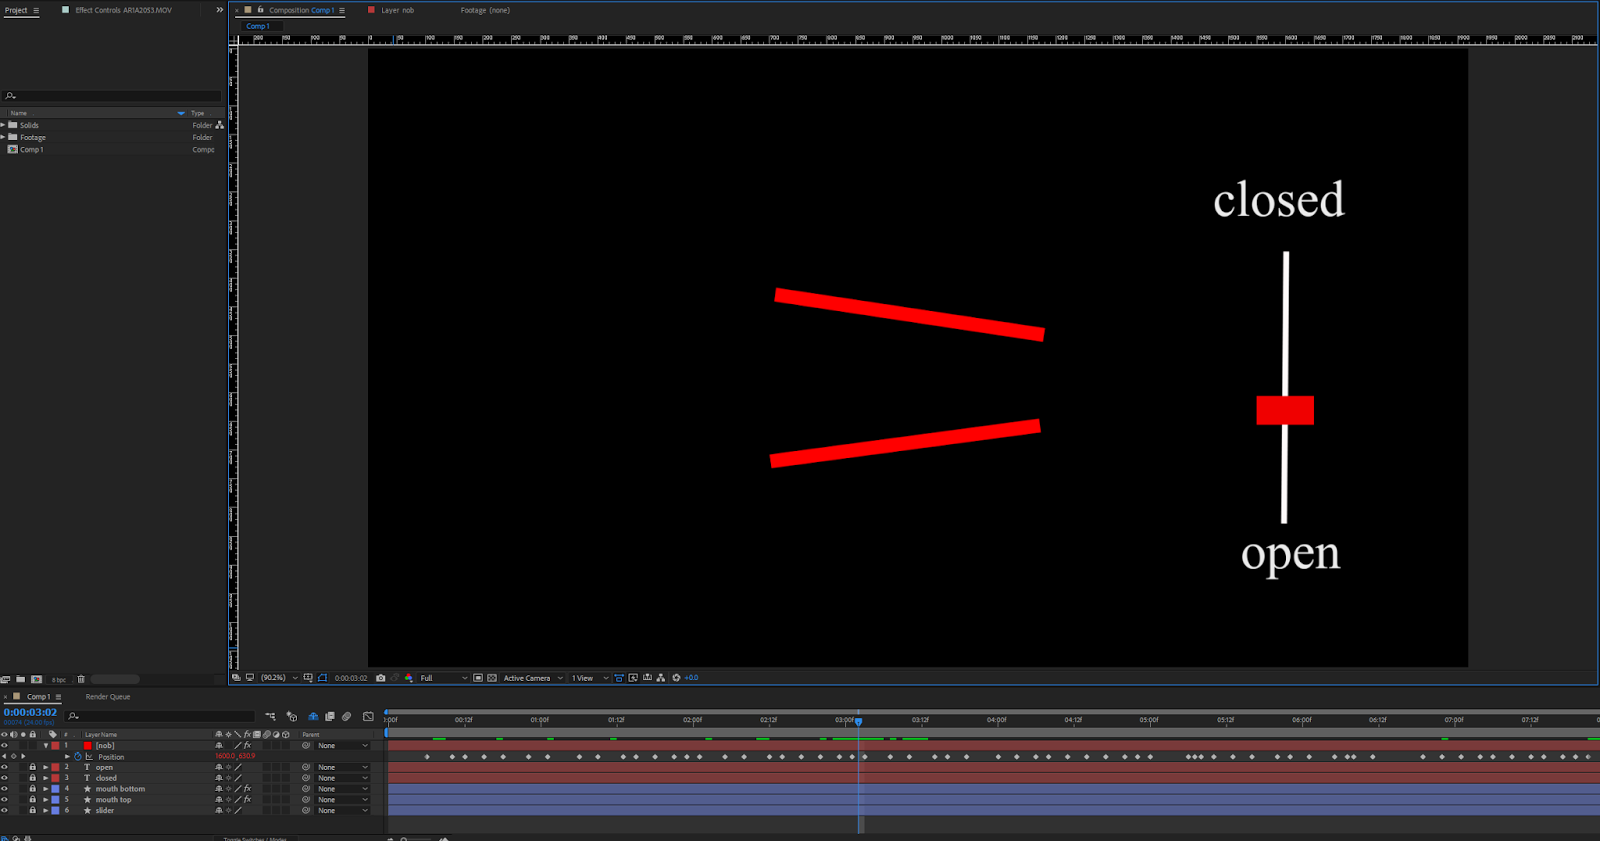 Project
Effect Controls ARIA20S3.MOV
Composition Comp 1
Layer nob
Footage (none)
Comp 1
closed
open
Name
Type
Solids
Folder
Footage
Folder
Comp 1
Compo
8 bpc
(90.2%)
0:00:03:02
Full
Active Camera
1 View
+0.0
Comp 1
Render Queue
0:00:03:02
:00f
00:12f
01:00f
01:12f
02:00f
02:12f
03:00f
03:12f
04:00f
04:12f
05:00f
05:12f
06:00f
06:12f
07:00f
07:12f
#
Layer Name
Parent
1
[nob]
None
Position
1600.0, 630.9
2
T
open
None
3
T
closed
None
4
mouth bottom
None
5
mouth top
None
6
slider
None
Toggle Switches / Modes